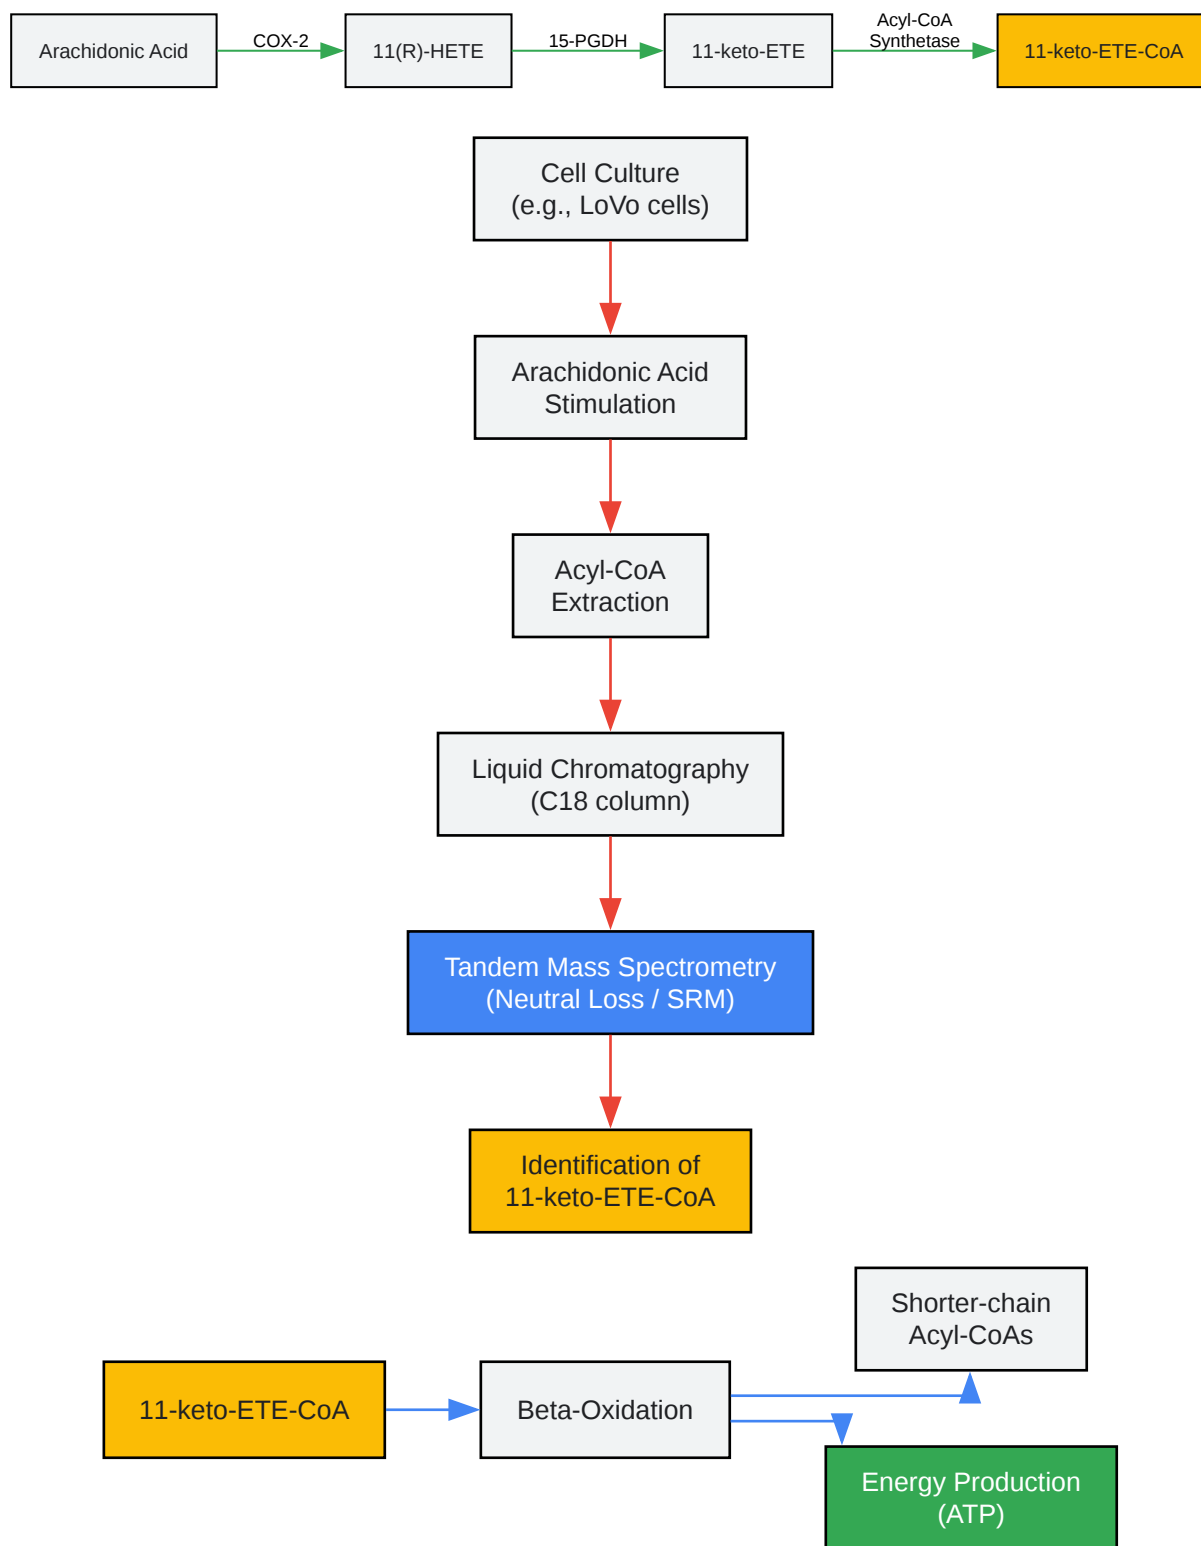 Arachidonic Acid
COX-2
11(R)-HETE
15-PGDH
11-keto-ETE
Acyl-CoA
Synthetase
11-keto-ETE-CoA
Cell Culture
(e.g., LoVo cells)
Arachidonic Acid
Stimulation
Acyl-CoA
Extraction
Liquid Chromatography
(C18 column)
Tandem Mass Spectrometry
(Neutral Loss / SRM)
Identification of
11-keto-ETE-CoA
Shorter-chain
Acyl-CoAs
11-keto-ETE-CoA
Beta-Oxidation
Energy Production
(ATP)